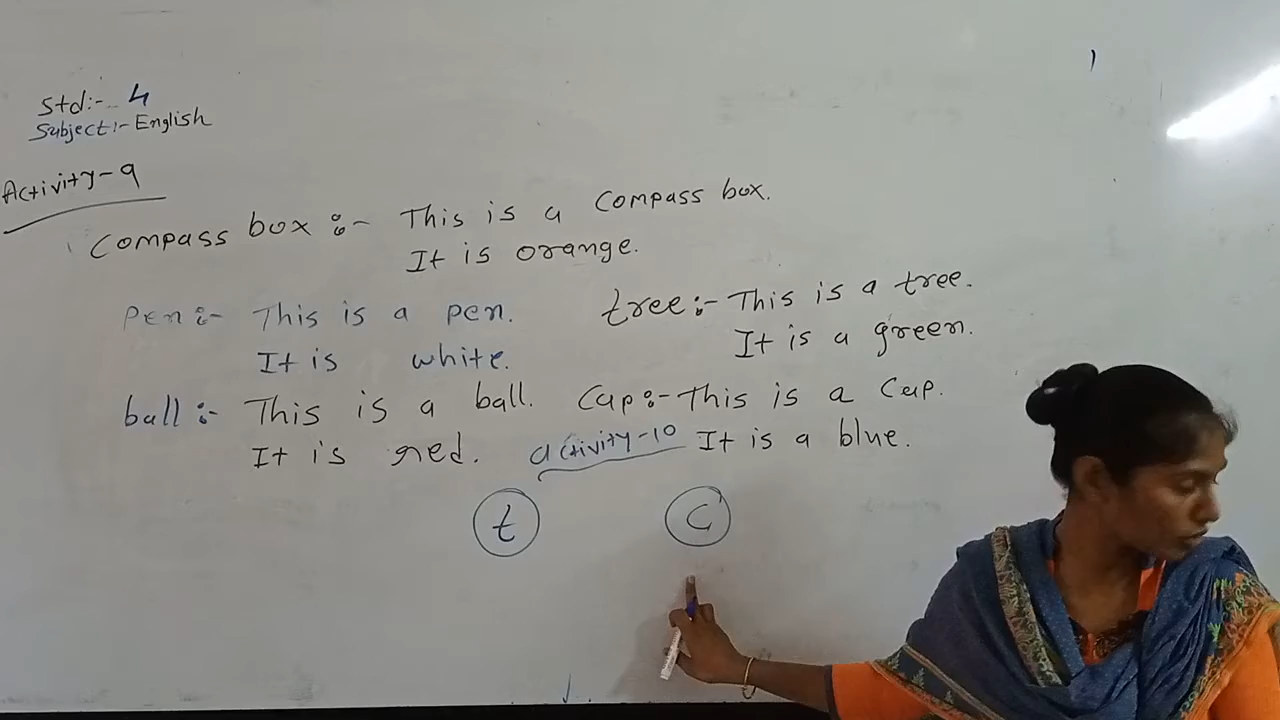 Std:- 4
Subject:- English
Activity-9
Compass box :- This is a Compass box.
It is orange.
Pen :- This is a pen.
It is white.
tree :- This is a tree.
It is a green.
ball :- This is a ball.
It is red.
Cap :- This is a Cap.
It is a blue.
activity-10
t
C